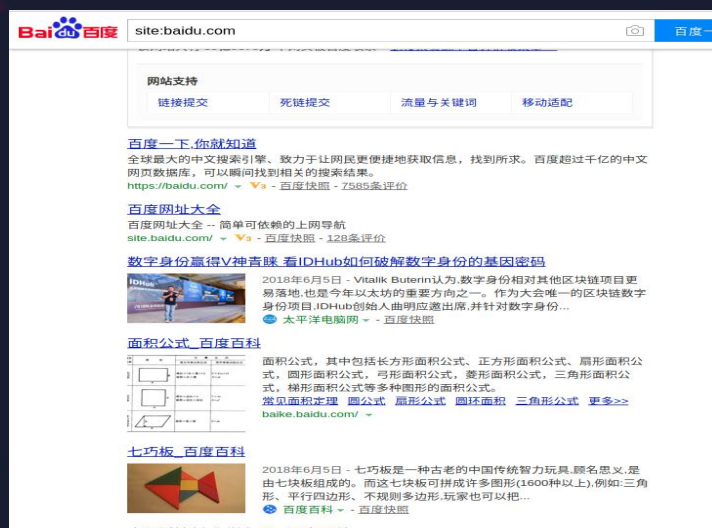 Bai du 百度
site:baidu.com
百度一
网站支持
链接提交 死链提交 流量与关键词 移动适配
百度一下,你就知道
全球最大的中文搜索引擎、致力于让网民更便捷地获取信息，找到所求。百度超过千亿的中文
网页数据库，可以瞬间找到相关的搜索结果。
https://baidu.com/ V3 - 百度快照 - 7585条评价
百度网址大全
百度网址大全 -- 简单可依赖的上网导航
site.baidu.com/ V3 - 百度快照 - 128条评价
数字身份赢得V神青睐 看IDHub如何破解数字身份的基因密码
IDHub
2018年6月5日 - Vitalik Buterin认为,数字身份相对其他区块链项目更
易落地,也是今年以太坊的重要方向之一。作为大会唯一的区块链数字
身份项目,IDHub创始人曲明应邀出席,并针对数字身份...
太平洋电脑网 - 百度快照
面积公式_百度百科
面积公式，其中包括长方形面积公式、正方形面积公式、扇形面积公
式，圆形面积公式，弓形面积公式，菱形面积公式，三角形面积公
式，梯形面积公式等多种图形的面积公式。
常见面积定理 圆公式 扇形公式 圆环面积 三角形公式 更多>>
baike.baidu.com/
七巧板_百度百科
2018年6月5日 - 七巧板是一种古老的中国传统智力玩具,顾名思义,是
由七块板组成的。而这七块板可拼成许多图形(1600种以上),例如:三角
形、平行四边形、不规则多边形,玩家也可以把...
百度百科 - 百度快照